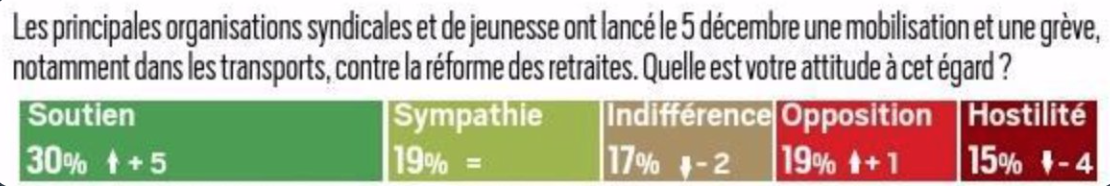 Les principales organisations syndicales et de jeunesse ont lancé le 5 décembre une mobilisation et une grève,
notamment dans les transports, contre la réforme des retraites. Quelle est votre attitude à cet égard ?
Soutien Sympathie Indifférence Opposition Hostilité
30% ⬆+5 19% = 17% ⬇-2 19% ⬆+1 15% ⬇-4